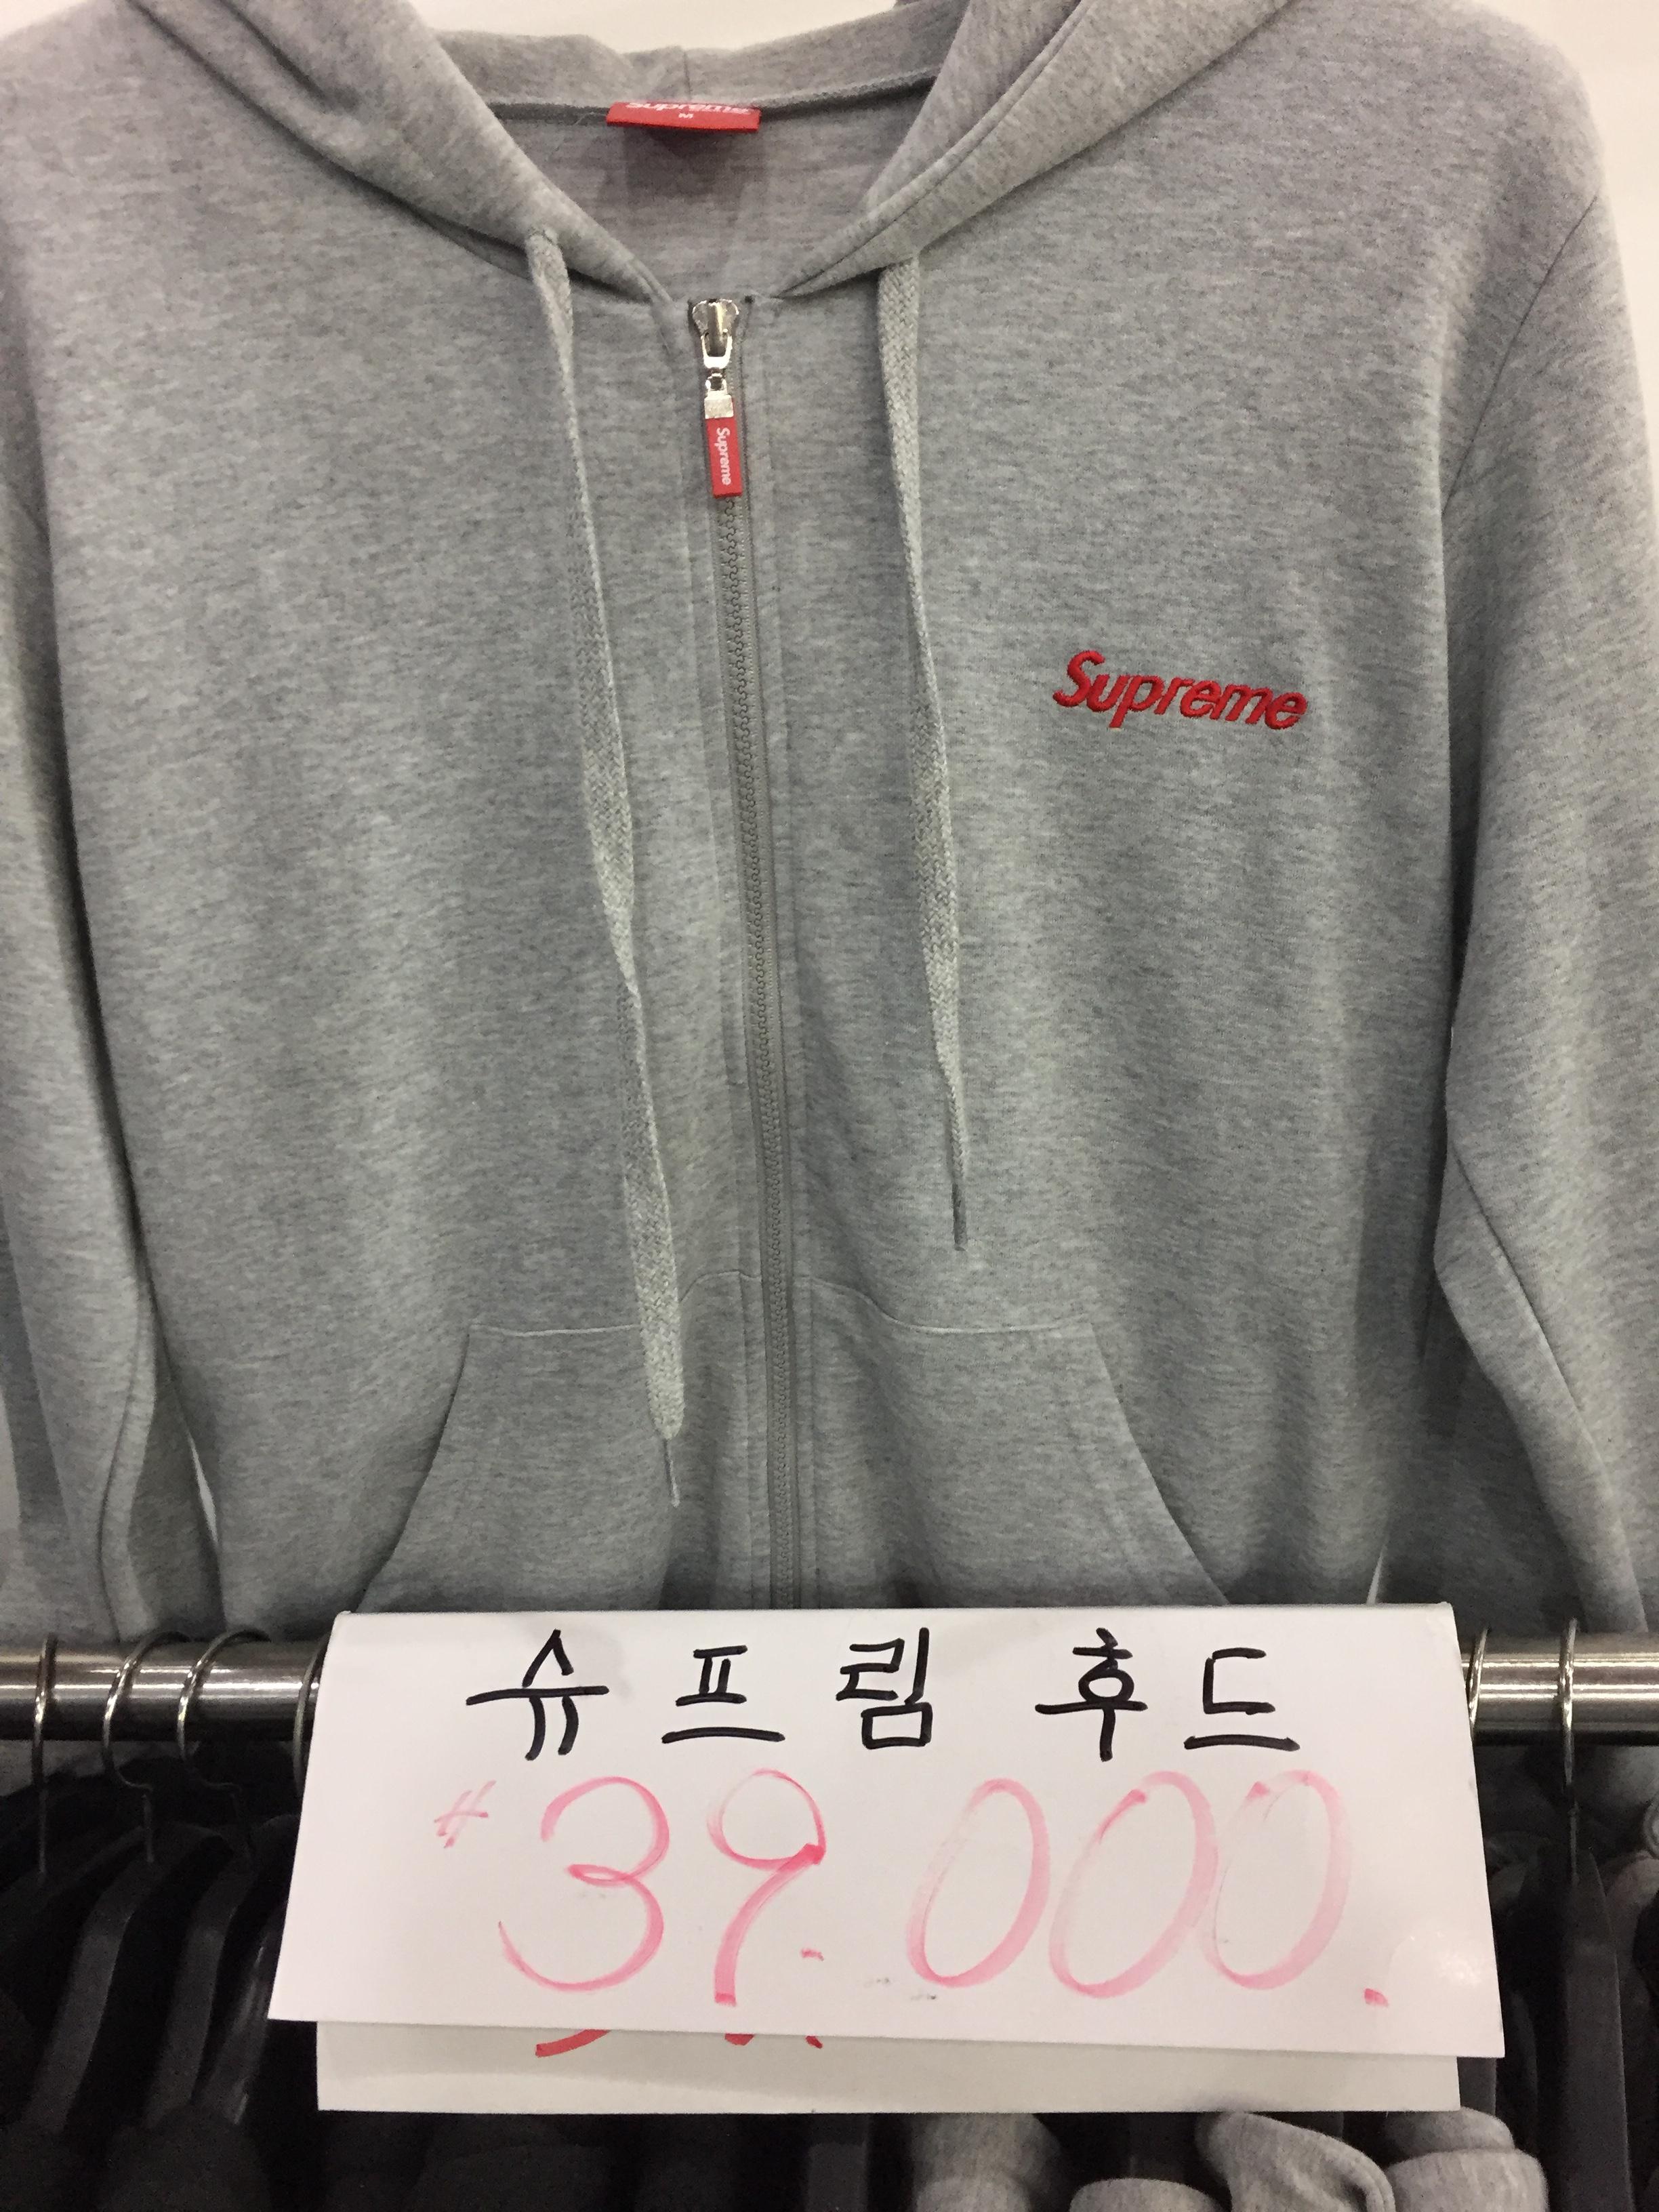 Supreme
M
Supreme
Supreme
슈프림 후드
₩39.000.